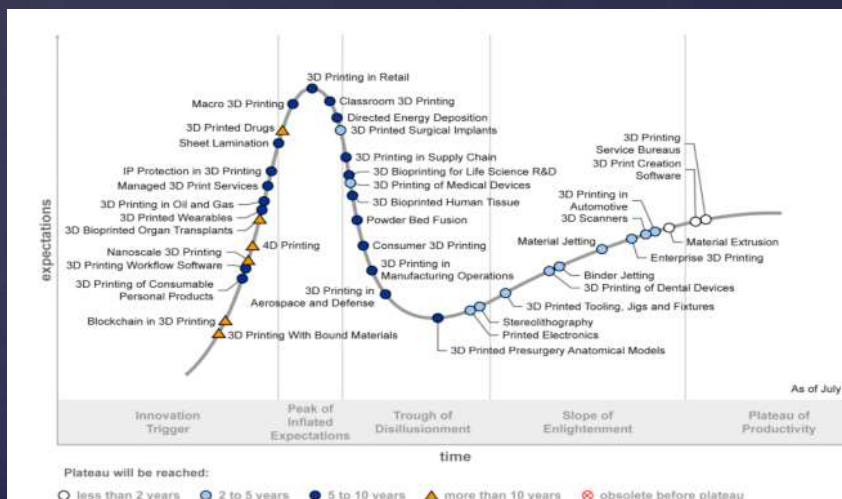 3D Printing in Retail
Macro 3D Printing
Classroom 3D Printing
Directed Energy Deposition
3D Printed Drugs
3D Printed Surgical Implants
Sheet Lamination
3D Printing in Supply Chain
IP Protection in 3D Printing
3D Bioprinting for Life Science R&D
Managed 3D Print Services
3D Printing of Medical Devices
3D Printing in Oil and Gas
3D Bioprinted Human Tissue
3D Printed Wearables
Powder Bed Fusion
3D Bioprinted Organ Transplants
4D Printing
Consumer 3D Printing
Nanoscale 3D Printing
3D Printing Workflow Software
3D Printing in
Manufacturing Operations
3D Printing of Consumable
Personal Products
3D Printing in
Aerospace and Defense
Blockchain in 3D Printing
3D Printing With Bound Materials
3D Printed Presurgery Anatomical Models
Printed Electronics
Stereolithography
3D Printed Tooling, Jigs and Fixtures
3D Printing of Dental Devices
Binder Jetting
Material Jetting
Enterprise 3D Printing
3D Scanners
3D Printing in
Automotive
Material Extrusion
3D Print Creation
Software
3D Printing
Service Bureaus
expectations
As of July
Innovation
Trigger
Peak of
Inflated
Expectations
Trough of
Disillusionment
Slope of
Enlightenment
Plateau of
Productivity
time
Plateau will be reached:
less than 2 years
2 to 5 years
5 to 10 years
more than 10 years
obsolete before plateau